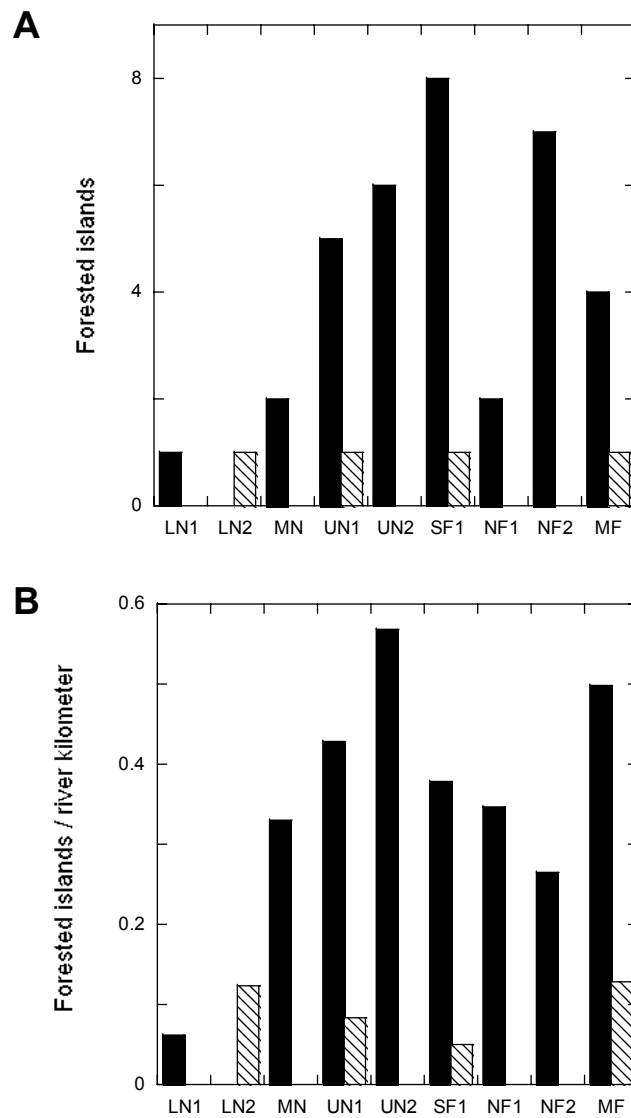 A
Forested islands
8
4
0
LN1 LN2 MN UN1 UN2 SF1 NF1 NF2 MF
B
Forested islands / river kilometer
0.6
0.4
0.2
0
LN1 LN2 MN UN1 UN2 SF1 NF1 NF2 MF